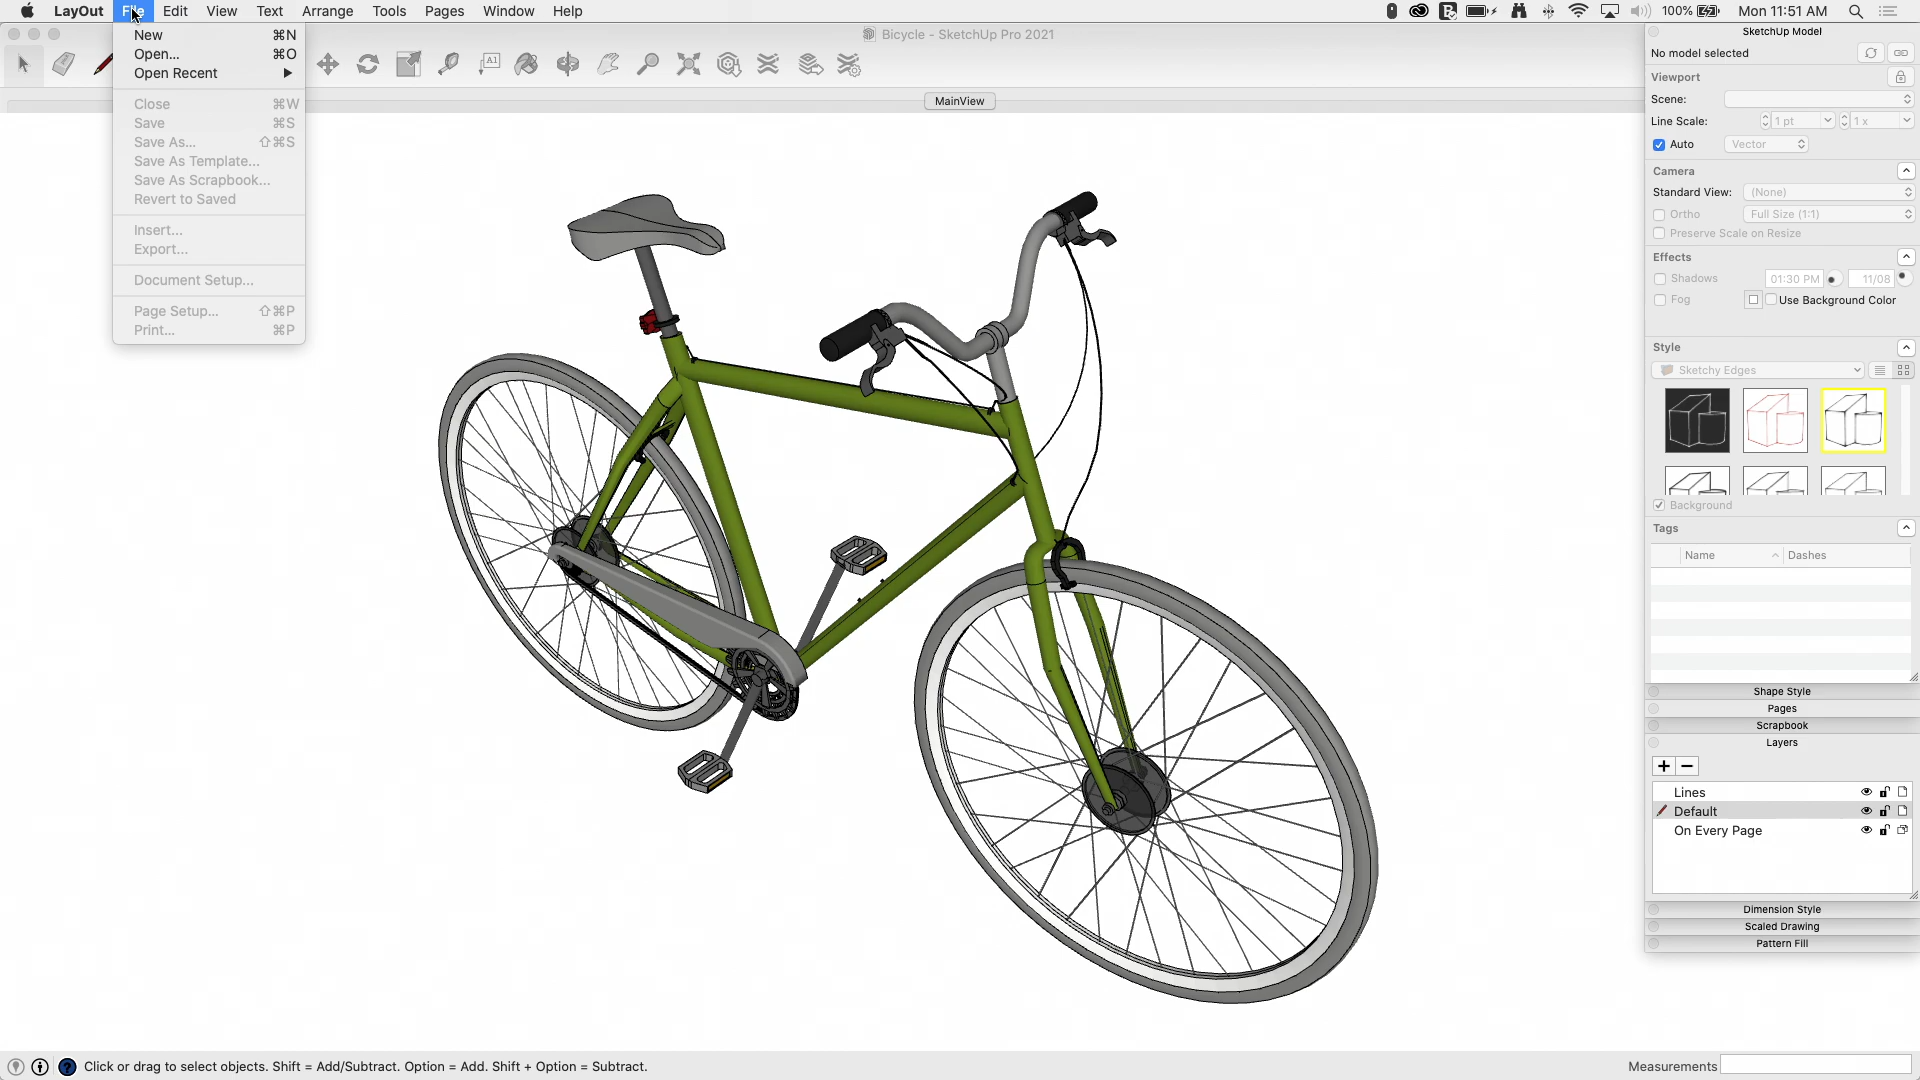 LayOut File Edit View Text Arrange Tools Pages Window Help
100% Mon 11:51 AM
Bicycle - SketchUp Pro 2021
A1
MainView
New ⌘N
Open... ⌘O
Open Recent ▶
Close ⌘W
Save ⌘S
Save As... ⇧⌘S
Save As Template...
Save As Scrapbook...
Revert to Saved
Insert...
Export...
Document Setup...
Page Setup... ⇧⌘P
Print... ⌘P
SketchUp Model
No model selected
Viewport
Scene:
Line Scale: 1 pt 1 x
Auto Vector
Camera
Standard View: (None)
Ortho Full Size (1:1)
Preserve Scale on Resize
Effects
Shadows 01:30 PM 11/08
Fog Use Background Color
Style
Sketchy Edges
Background
Tags
Name Dashes
Shape Style
Pages
Scrapbook
Layers
Lines
Default
On Every Page
Dimension Style
Scaled Drawing
Pattern Fill
Click or drag to select objects. Shift = Add/Subtract. Option = Add. Shift + Option = Subtract.
Measurements